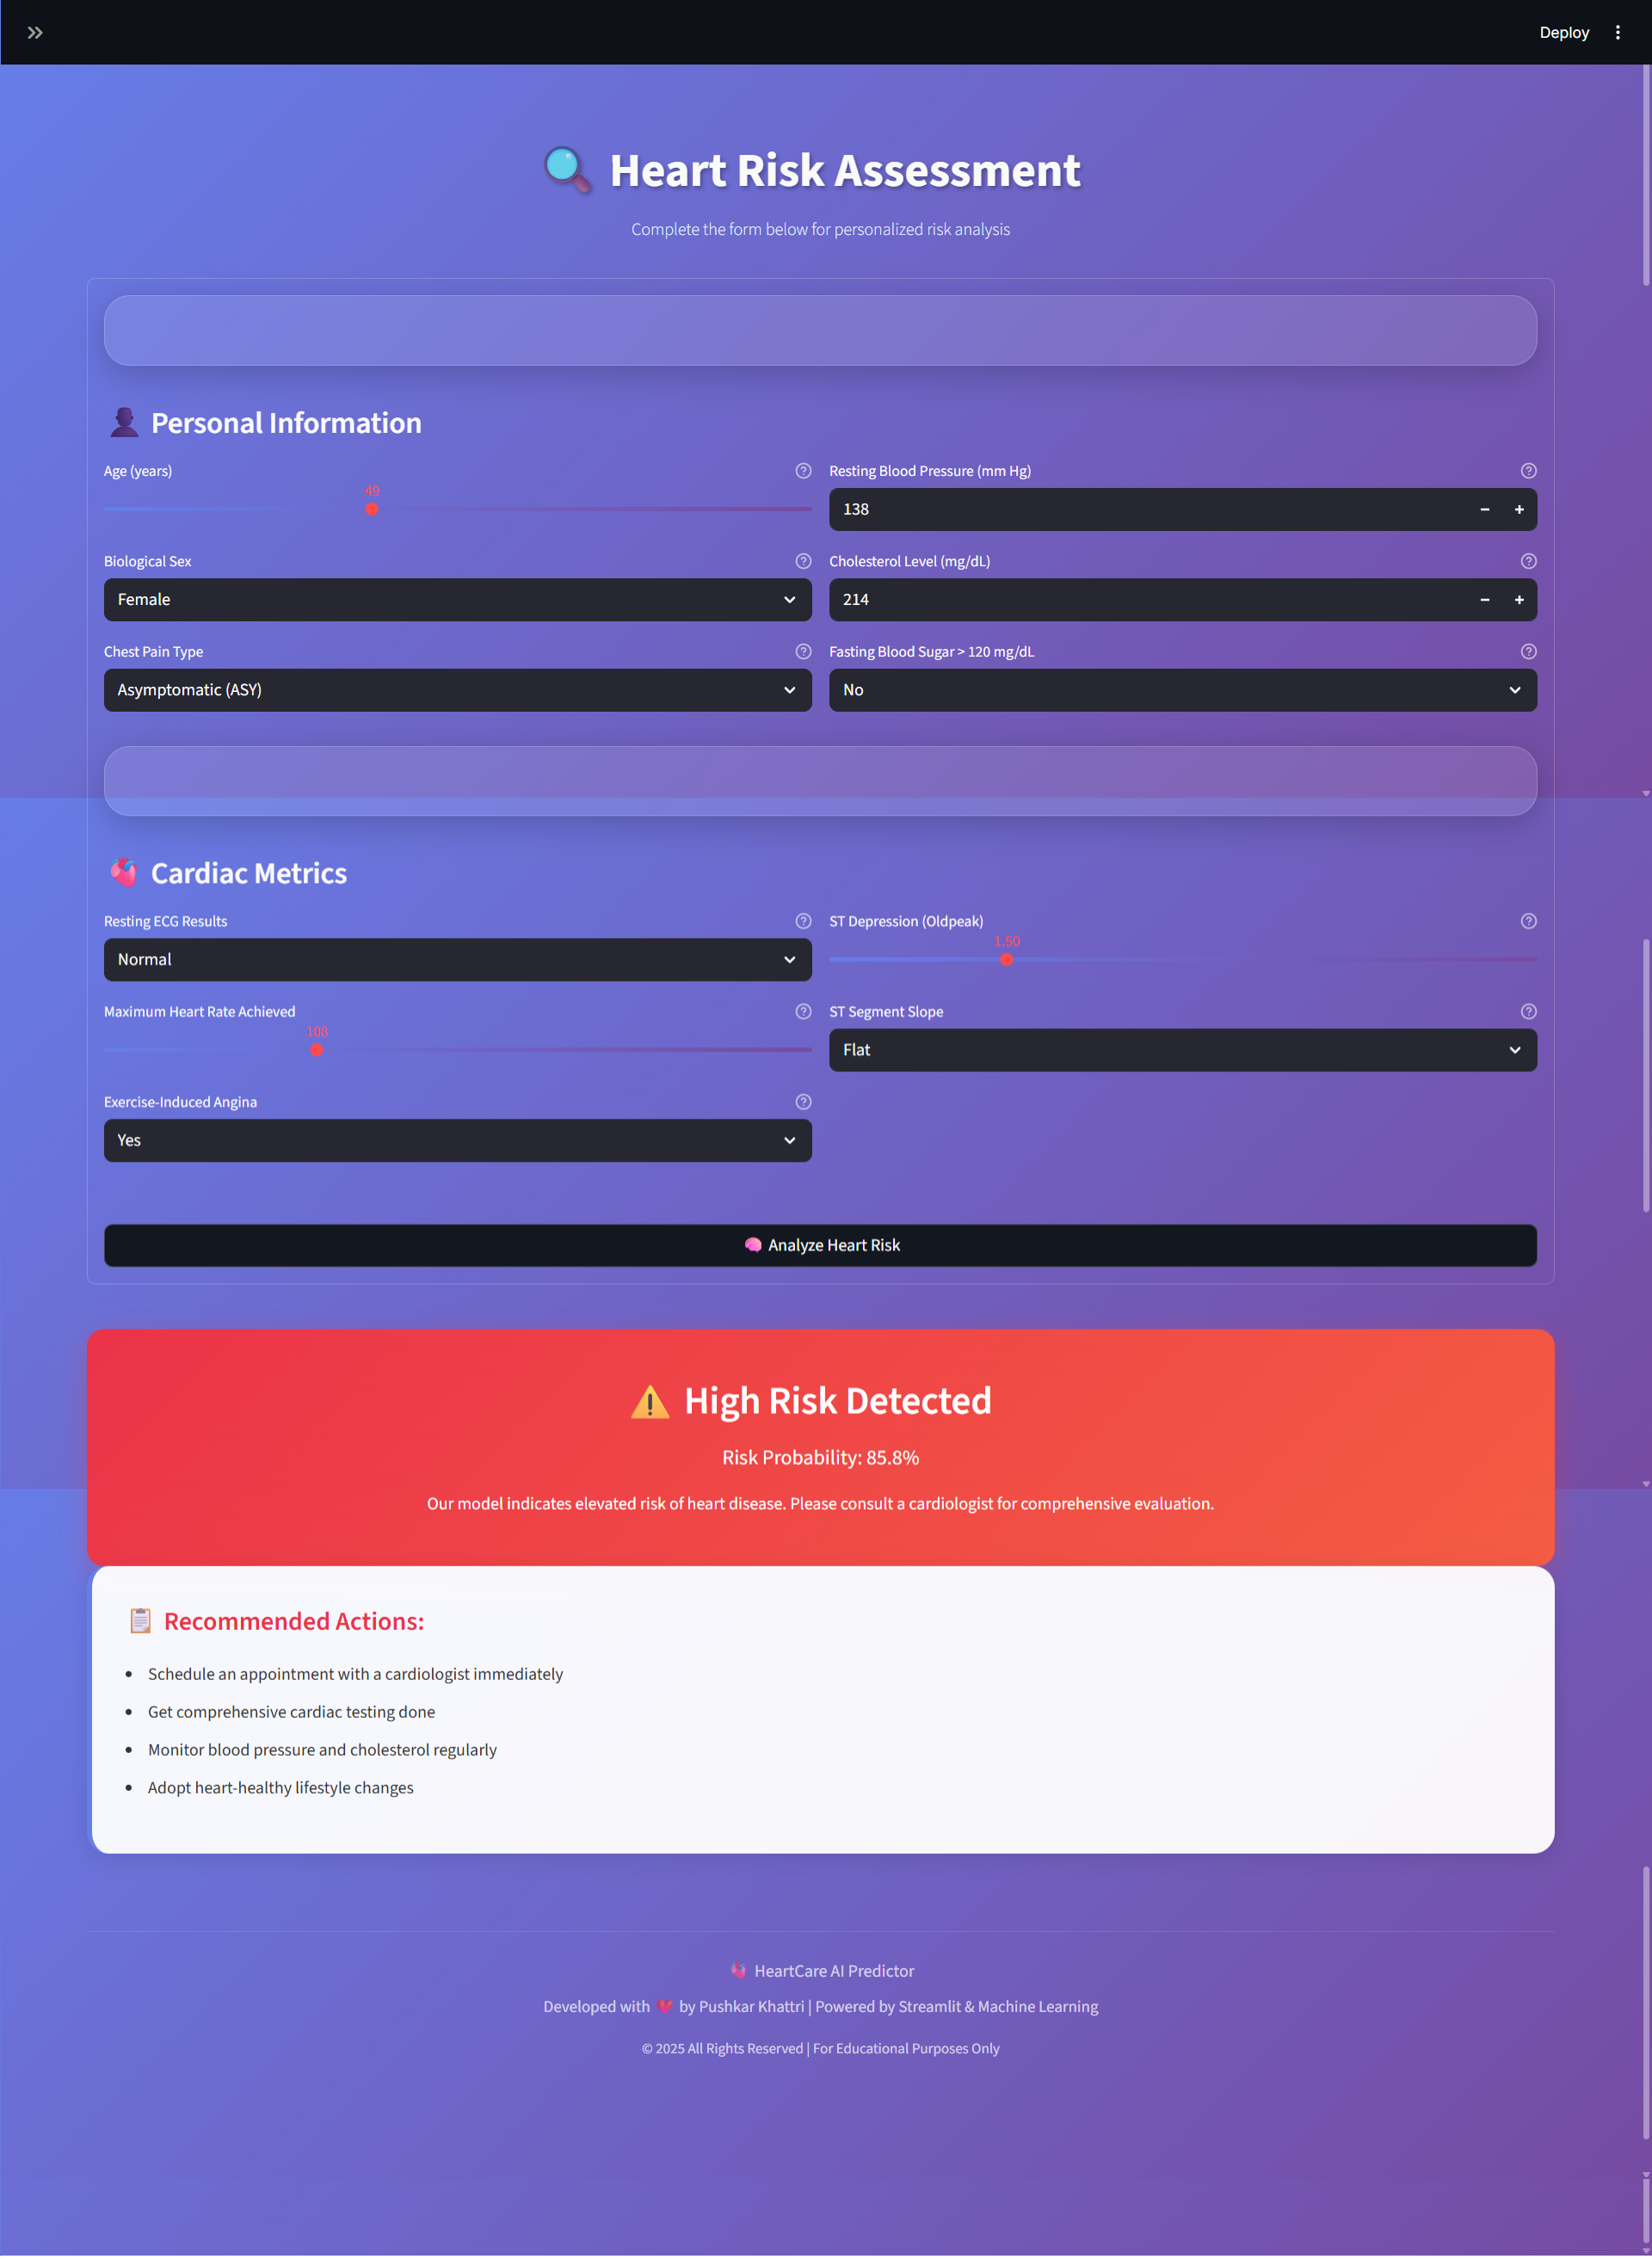 Deploy
Heart Risk Assessment
Complete the form below for personalized risk analysis
Personal Information
Age (years)
49
Resting Blood Pressure (mm Hg)
138
Biological Sex
Female
Cholesterol Level (mg/dL)
214
Chest Pain Type
Asymptomatic (ASY)
Fasting Blood Sugar > 120 mg/dL
No
Cardiac Metrics
Resting ECG Results
Normal
ST Depression (Oldpeak)
1.50
Maximum Heart Rate Achieved
108
ST Segment Slope
Flat
Exercise-Induced Angina
Yes
Analyze Heart Risk
High Risk Detected
Risk Probability: 85.8%
Our model indicates elevated risk of heart disease. Please consult a cardiologist for comprehensive evaluation.
Recommended Actions:
• Schedule an appointment with a cardiologist immediately
• Get comprehensive cardiac testing done
• Monitor blood pressure and cholesterol regularly
• Adopt heart-healthy lifestyle changes
HeartCare AI Predictor
Developed with ❤️ by Pushkar Khattri | Powered by Streamlit & Machine Learning
© 2025 All Rights Reserved | For Educational Purposes Only